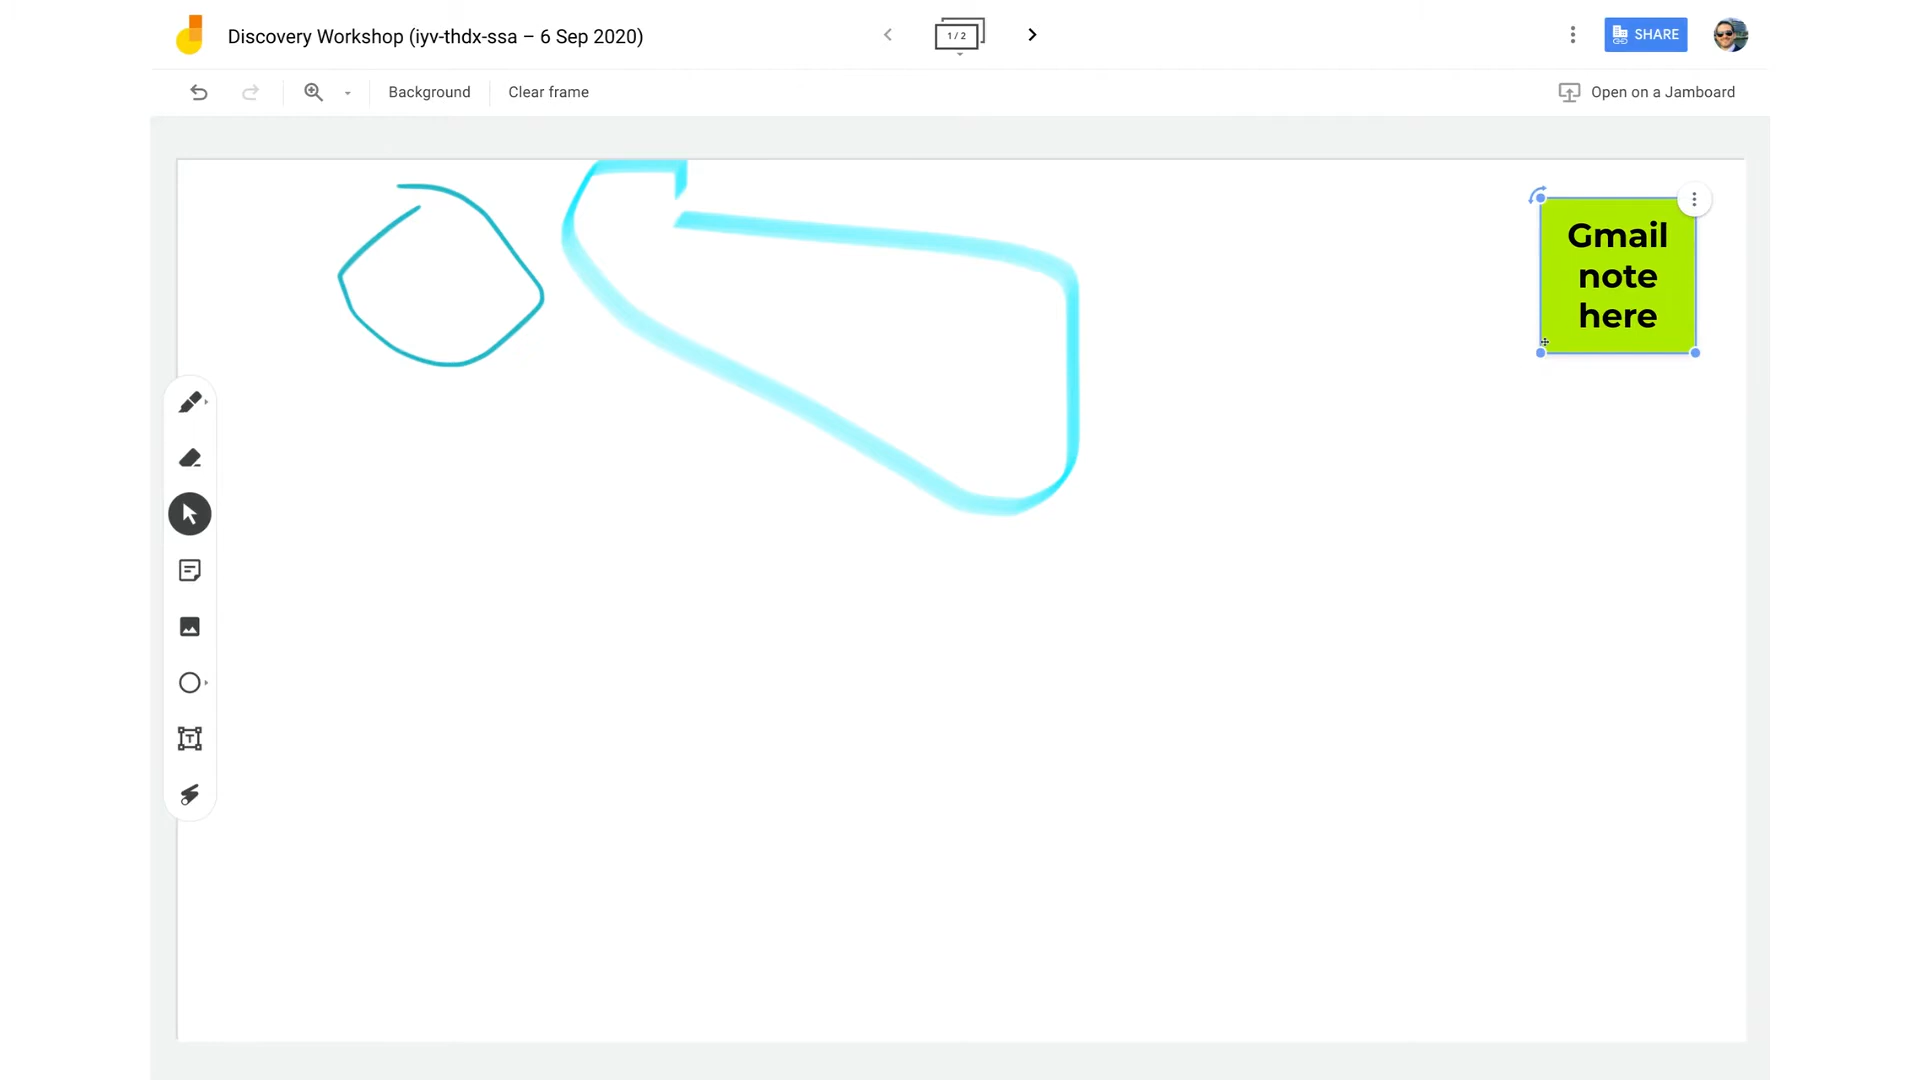 Discovery Workshop (iyv-thdx-ssa – 6 Sep 2020)
1 / 2
SHARE
Background
Clear frame
Open on a Jamboard
Gmail
note
here
T